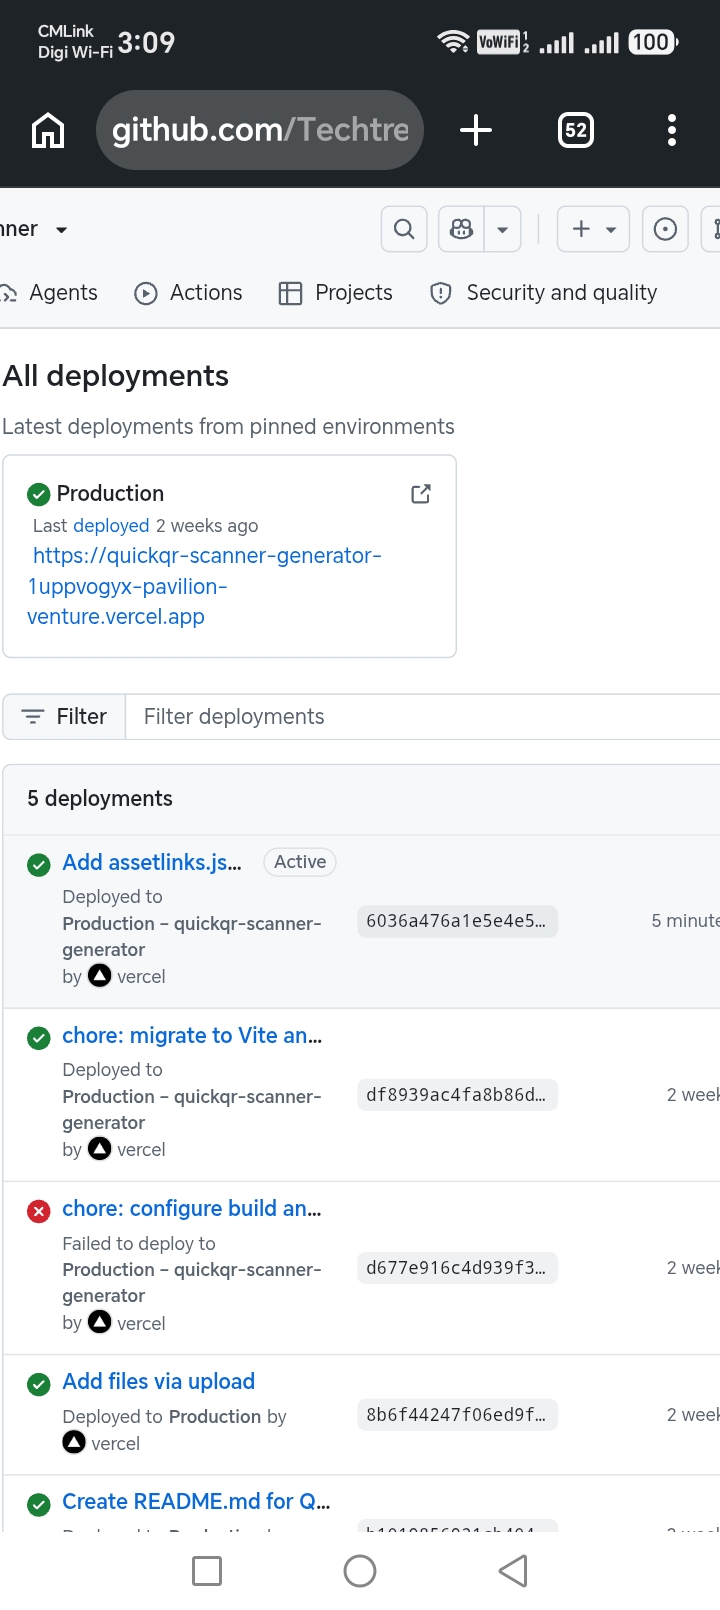 CMLink
Digi Wi-Fi
3:09
VoWiFi 1 2
100
github.com/Techtre
52
nner
Agents
Actions
Projects
Security and quality
All deployments
Latest deployments from pinned environments
Production
Last deployed 2 weeks ago
https://quickqr-scanner-generator-
1uppvogyx-pavilion-
venture.vercel.app
Filter
Filter deployments
5 deployments
Add assetlinks.js...
Active
Deployed to
Production – quickqr-scanner-
generator
by vercel
6036a476a1e5e4e5...
5 minute
chore: migrate to Vite an...
Deployed to
Production – quickqr-scanner-
generator
by vercel
df8939ac4fa8b86d...
2 week
chore: configure build an...
Failed to deploy to
Production – quickqr-scanner-
generator
by vercel
d677e916c4d939f3...
2 week
Add files via upload
Deployed to Production by
vercel
8b6f44247f06ed9f...
2 week
Create README.md for Q...